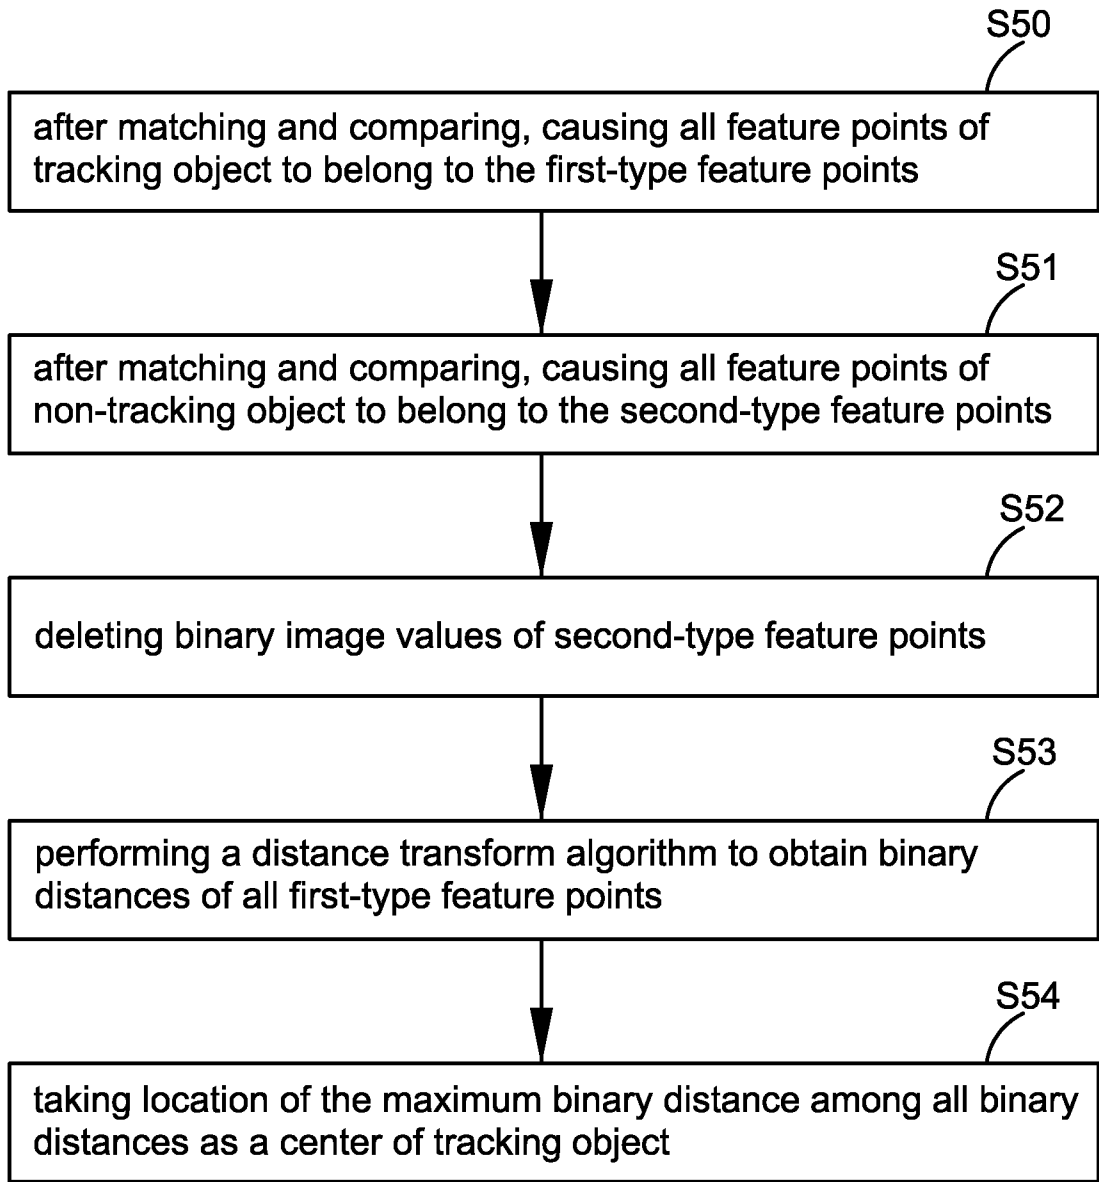 S50
after matching and comparing, causing all feature points of
tracking object to belong to the first-type feature points
S51
after matching and comparing, causing all feature points of
non-tracking object to belong to the second-type feature points
S52
deleting binary image values of second-type feature points
S53
performing a distance transform algorithm to obtain binary
distances of all first-type feature points
S54
taking location of the maximum binary distance among all binary
distances as a center of tracking object